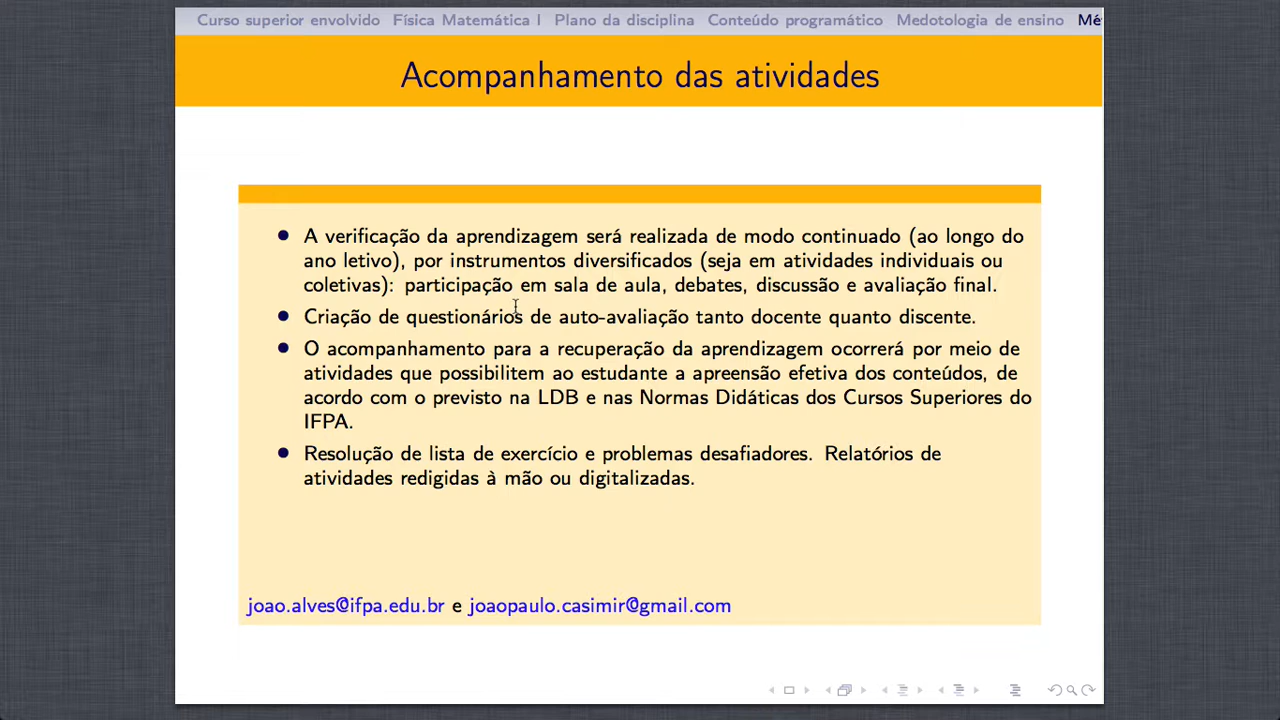 Curso superior envolvido Física Matemática I Plano da disciplina Conteúdo programático Medotologia de ensino Mé
Acompanhamento das atividades
● A verificação da aprendizagem será realizada de modo continuado (ao longo do
ano letivo), por instrumentos diversificados (seja em atividades individuais ou
coletivas): participação em sala de aula, debates, discussão e avaliação final.
● Criação de questionários de auto-avaliação tanto docente quanto discente.
● O acompanhamento para a recuperação da aprendizagem ocorrerá por meio de
atividades que possibilitem ao estudante a apreensão efetiva dos conteúdos, de
acordo com o previsto na LDB e nas Normas Didáticas dos Cursos Superiores do
IFPA.
● Resolução de lista de exercício e problemas desafiadores. Relatórios de
atividades redigidas à mão ou digitalizadas.
joao.alves@ifpa.edu.br e joaopaulo.casimir@gmail.com